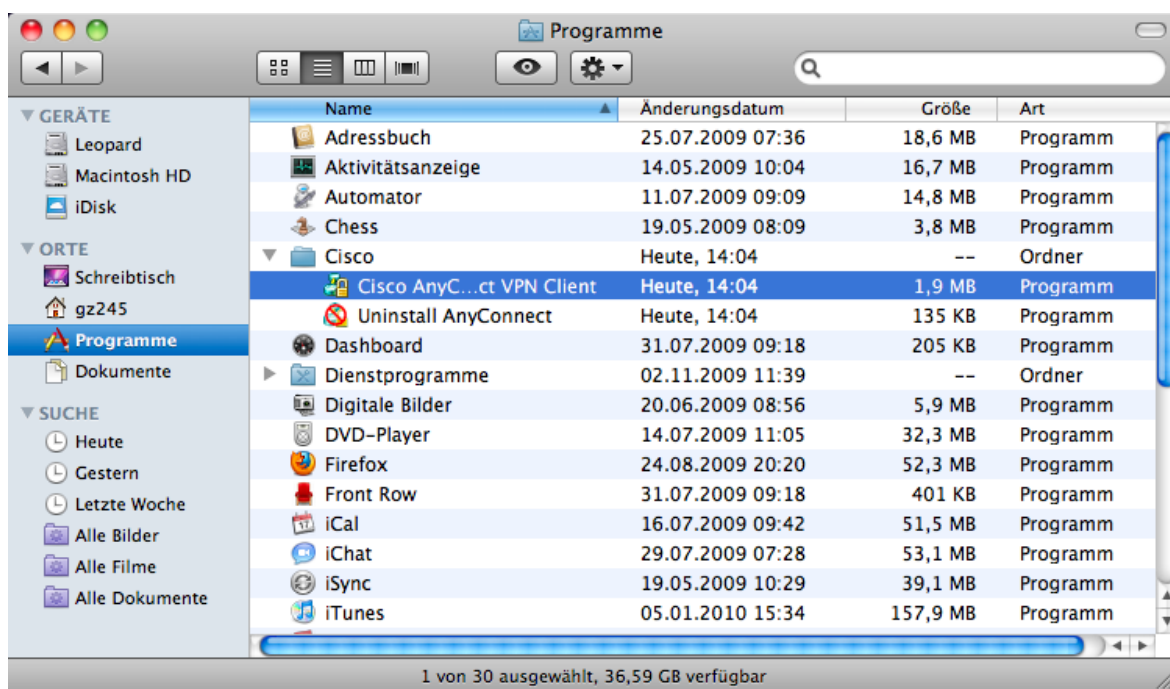 Programme
GERÄTE
Leopard
Macintosh HD
iDisk
ORTE
Schreibtisch
gz245
Programme
Dokumente
SUCHE
Heute
Gestern
Letzte Woche
Alle Bilder
Alle Filme
Alle Dokumente
Name Änderungsdatum Größe Art
Adressbuch 25.07.2009 07:36 18,6 MB Programm
Aktivitätsanzeige 14.05.2009 10:04 16,7 MB Programm
Automator 11.07.2009 09:09 14,8 MB Programm
Chess 19.05.2009 08:09 3,8 MB Programm
Cisco Heute, 14:04 -- Ordner
Cisco AnyC...ct VPN Client Heute, 14:04 1,9 MB Programm
Uninstall AnyConnect Heute, 14:04 135 KB Programm
Dashboard 31.07.2009 09:18 205 KB Programm
Dienstprogramme 02.11.2009 11:39 -- Ordner
Digitale Bilder 20.06.2009 08:56 5,9 MB Programm
DVD-Player 14.07.2009 11:05 32,3 MB Programm
Firefox 24.08.2009 20:20 52,3 MB Programm
Front Row 31.07.2009 09:18 401 KB Programm
iCal 16.07.2009 09:42 51,5 MB Programm
iChat 29.07.2009 07:28 53,1 MB Programm
iSync 19.05.2009 10:29 39,1 MB Programm
iTunes 05.01.2010 15:34 157,9 MB Programm
1 von 30 ausgewählt, 36,59 GB verfügbar